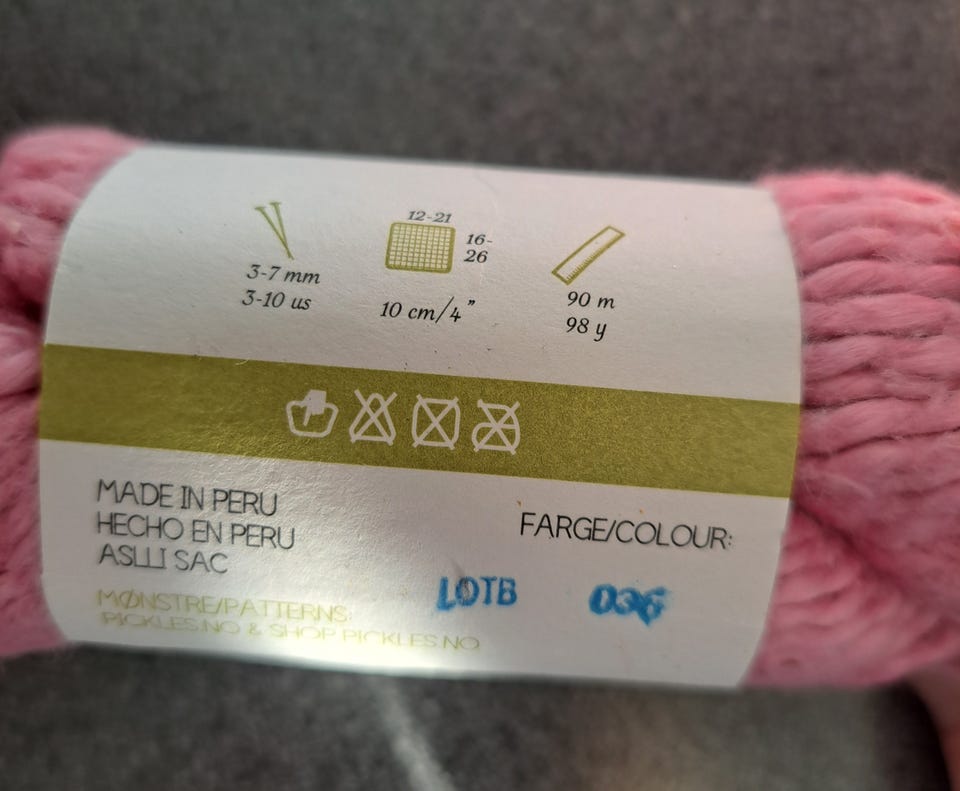 12-21
16-
26
3-7 mm
3-10 us
10 cm/4"
90 m
98 y
MADE IN PERU
HECHO EN PERU
ASLLI SAC
FARGE/COLOUR:
LOTB 036
MØNSTRE/PATTERNS:
PICKLES.NO & SHOP.PICKLES.NO